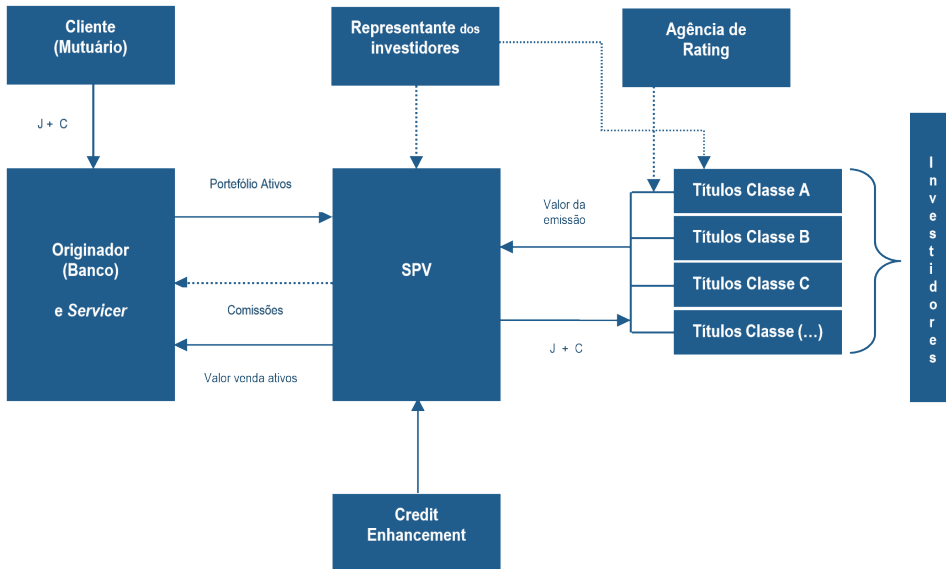 Cliente
(Mutuário)
Representante dos
investidores
Agência de
Rating
J + C
Originador
(Banco)
e Servicer
Portefólio Ativos
Comissões
Valor venda ativos
SPV
Valor da
emissão
J + C
Títulos Classe A
Títulos Classe B
Títulos Classe C
Títulos Classe (...)
Investidores
Credit
Enhancement